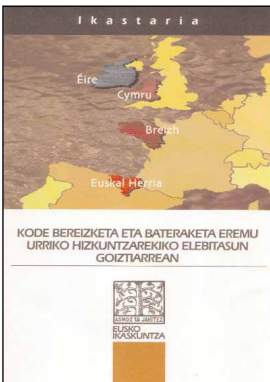 Ikastaria
Éire
Cymru
Breizh
Euskal Herria
KODE BEREIZKETA ETA BATERAKETA EREMU
URRIKO HIZKUNTZAREKIKO ELEBITASUN
GOIZTIARREAN
ASMOZ TA JAKITEZ
EUSKO
IKASKUNTZA